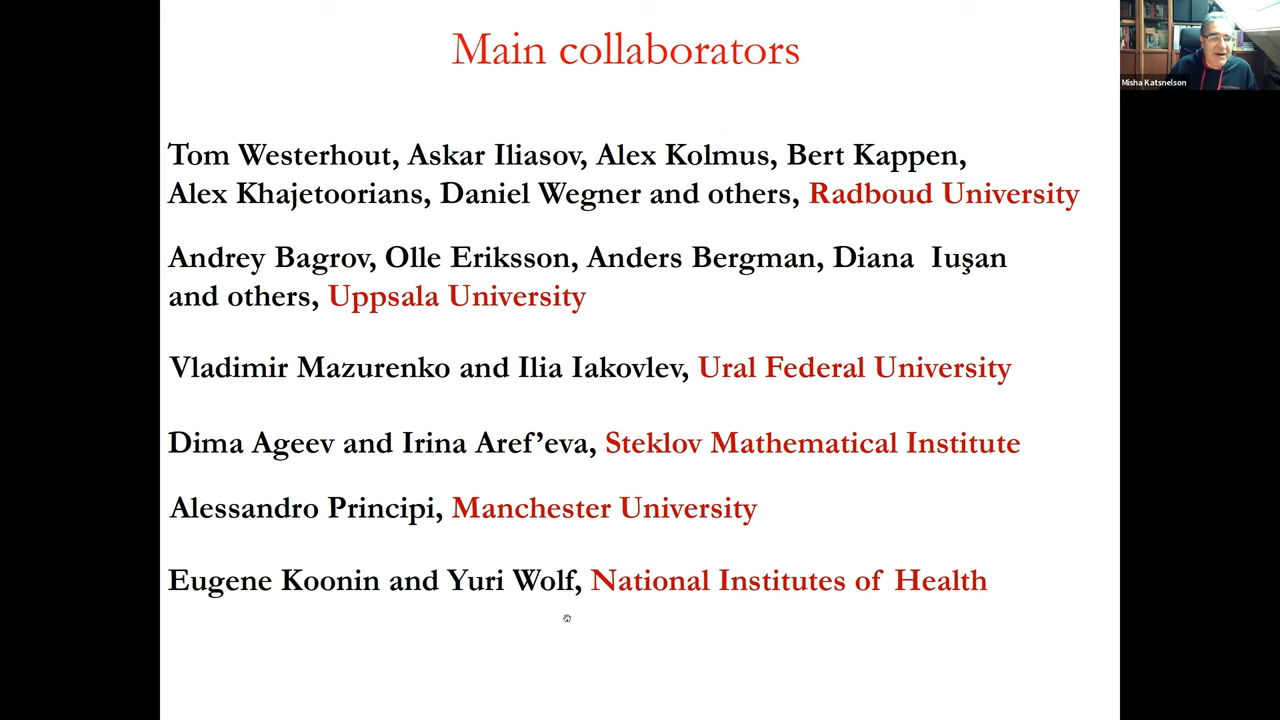 Main collaborators
Misha Katsnelson
Tom Westerhout, Askar Iliasov, Alex Kolmus, Bert Kappen,
Alex Khajetoorians, Daniel Wegner and others, Radboud University
Andrey Bagrov, Olle Eriksson, Anders Bergman, Diana Iuşan
and others, Uppsala University
Vladimir Mazurenko and Ilia Iakovlev, Ural Federal University
Dima Ageev and Irina Aref’eva, Steklov Mathematical Institute
Alessandro Principi, Manchester University
Eugene Koonin and Yuri Wolf, National Institutes of Health